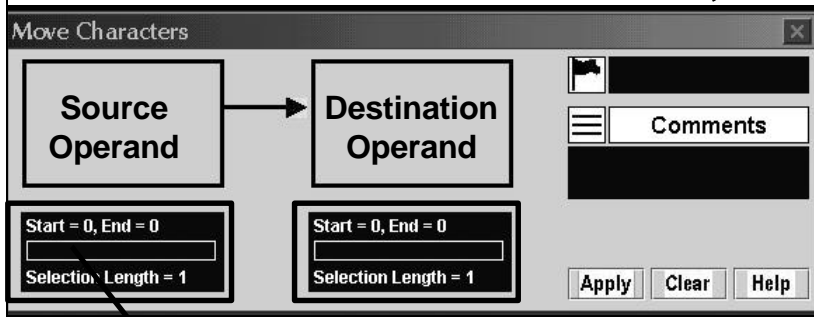 Move Characters
Source
Operand
Destination
Operand
Comments
Start = 0, End = 0
Selection Length = 1
Start = 0, End = 0
Selection Length = 1
Apply
Clear
Help